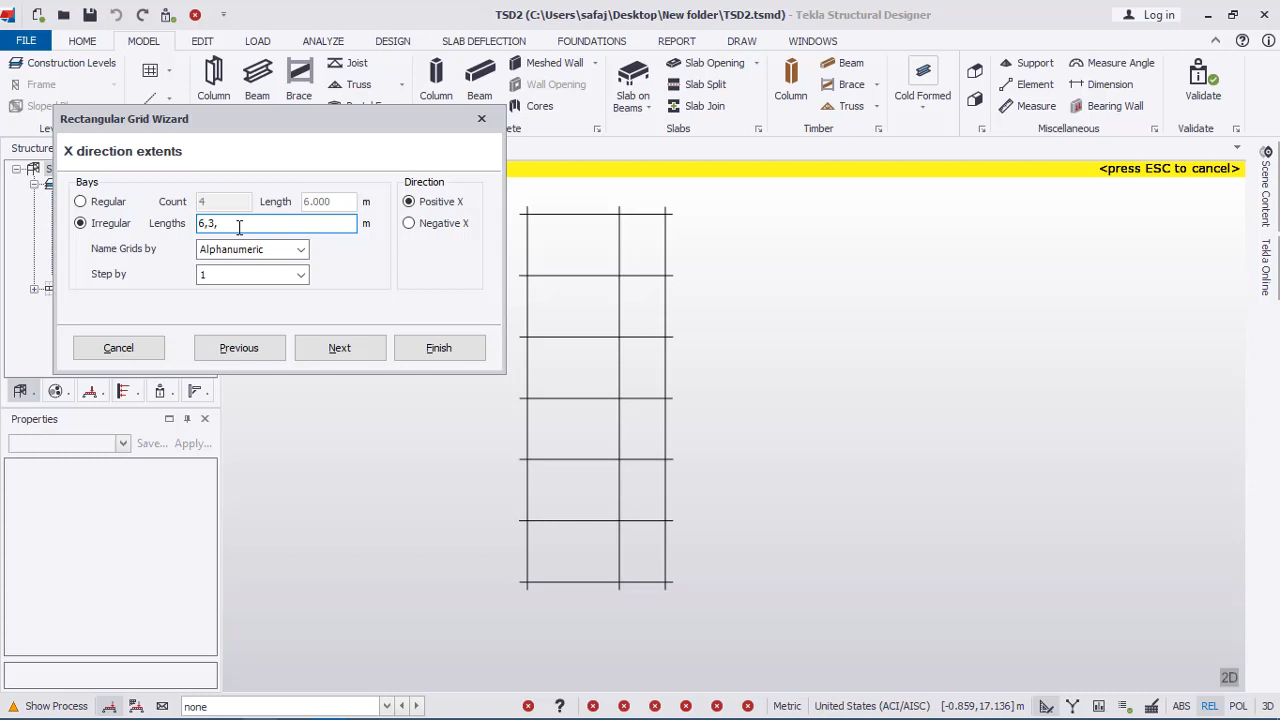 TSD2 (C:\Users\safaj\Desktop\New folder\TSD2.tsmd) - Tekla Structural Designer
Log in
FILE HOME MODEL EDIT LOAD ANALYZE DESIGN SLAB DEFLECTION FOUNDATIONS REPORT DRAW WINDOWS
Construction Levels
Frame
Column
Beam
Brace
Joist
Truss
Column
Beam
Meshed Wall
Wall Opening
Cores
Slab on Beams
Slab Opening
Slab Split
Slab Join
Column
Beam
Brace
Truss
Cold Formed
Support
Element
Measure
Measure Angle
Dimension
Bearing Wall
Validate
Slabs
Timber
Miscellaneous
Validate
Rectangular Grid Wizard
<press ESC to cancel>
X direction extents
Bays
Direction
Regular Count 4 Length 6.000 m
Positive X
Irregular Lengths 6,3, m
Negative X
Name Grids by Alphanumeric
Step by 1
Cancel Previous Next Finish
Scene Content
Tekla Online
Properties
Save... Apply...
2D
Show Process none Metric United States (ACI/AISC) [-0.859,17.136] m ABS REL POL 3D